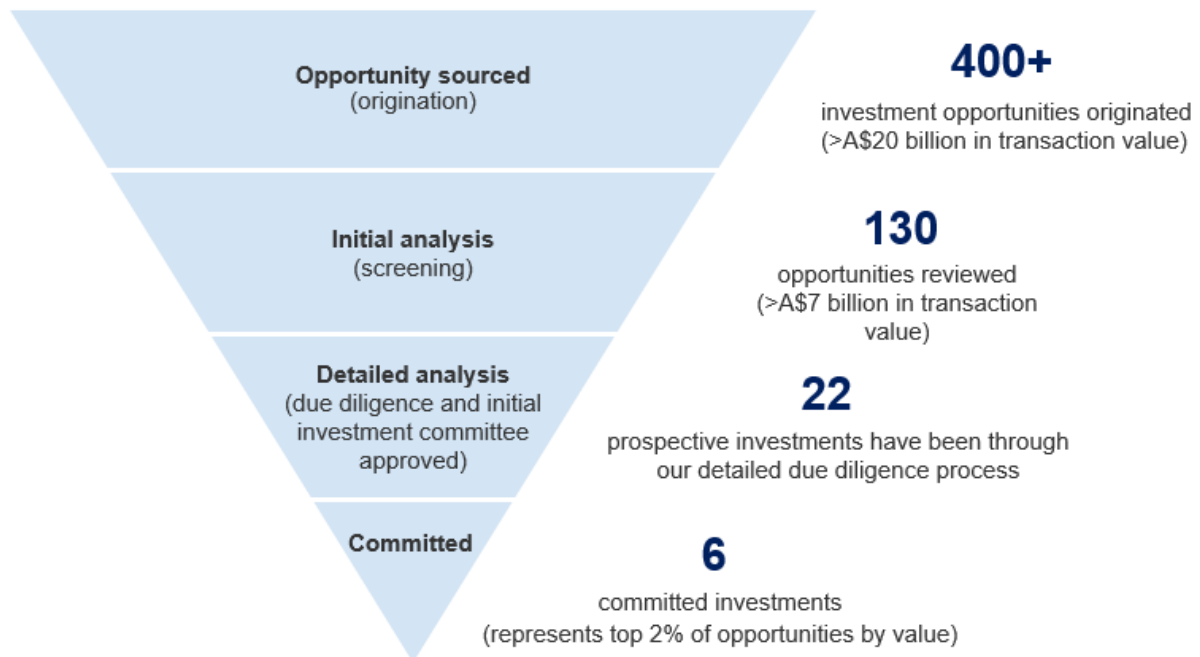 Opportunity sourced
(origination)
400+
investment opportunities originated
(>A$20 billion in transaction value)
Initial analysis
(screening)
130
opportunities reviewed
(>A$7 billion in transaction
value)
Detailed analysis
(due diligence and initial
investment committee
approved)
22
prospective investments have been through
our detailed due diligence process
Committed
6
committed investments
(represents top 2% of opportunities by value)